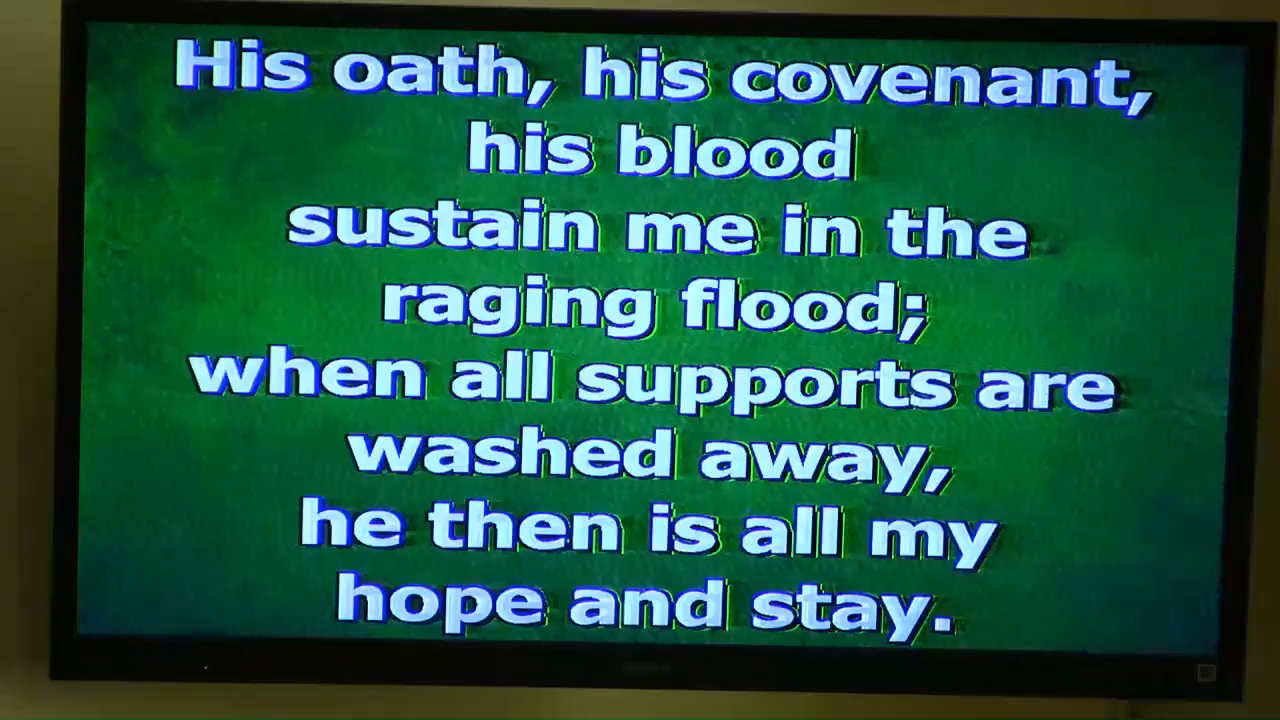 His oath, his covenant,
his blood
sustain me in the
raging flood;
when all supports are
washed away,
he then is all my
hope and stay.